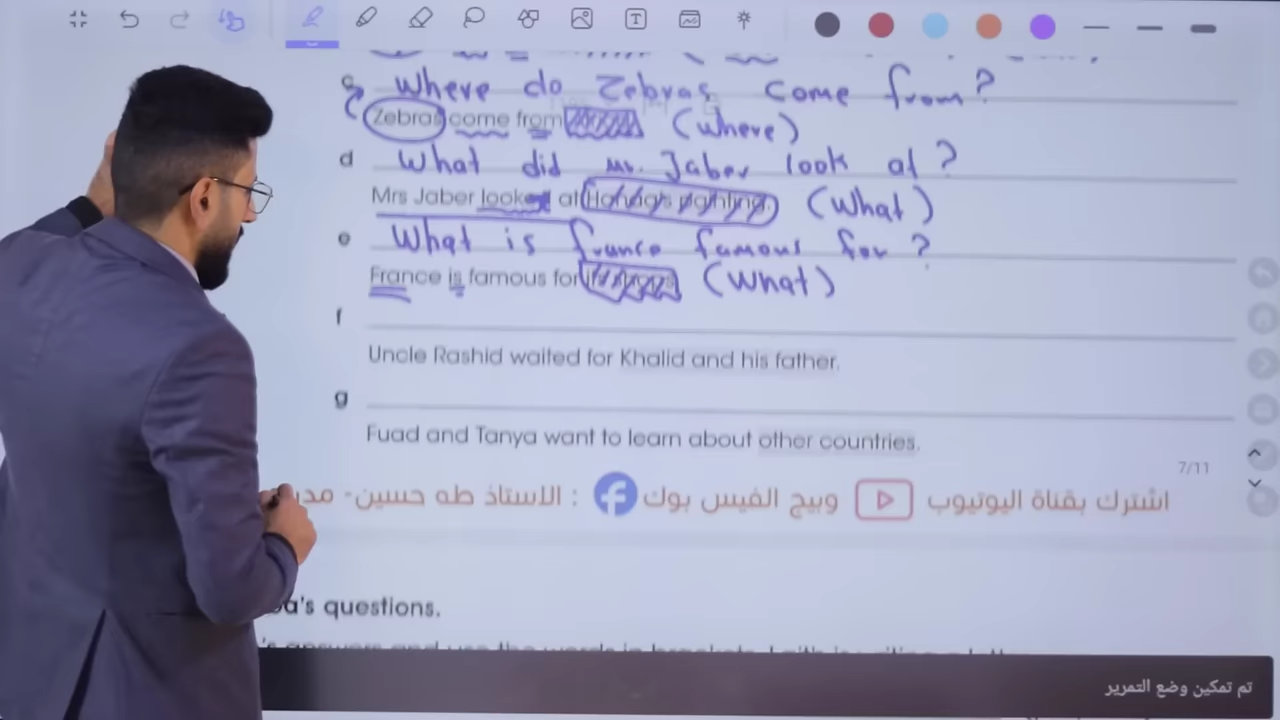 c Where do Zebras come from?
Zebras come from (where)
d What did Mr. Jaber look at?
Mrs Jaber looked at fighting. (What)
e What is france famous for?
France is famous for (What)
f
Uncle Rashid waited for Khalid and his father.
g
Fuad and Tanya want to learn about other countries.
7/11
اشترك بقناة اليوتيوب وبيج الفيس بوك : الاستاذ طه حسين-
questions.
تم تمكين وضع التمرير